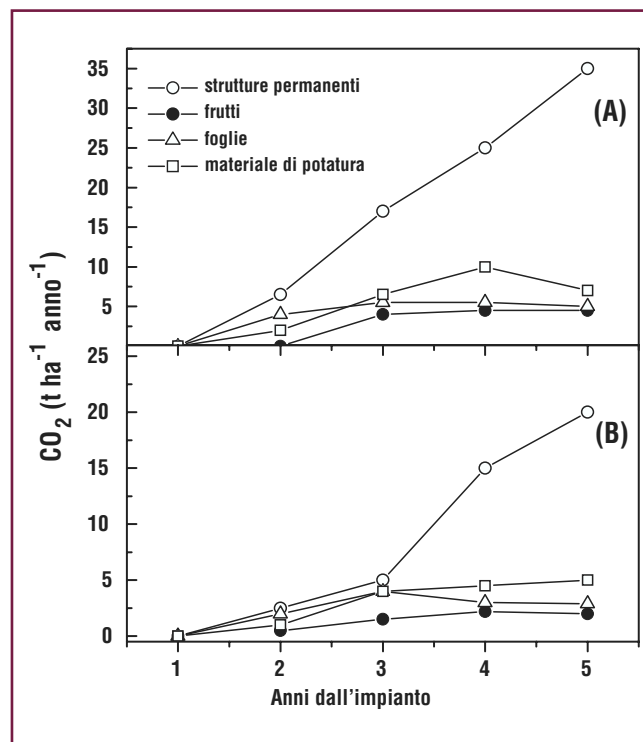 35
30
25
20
15
10
5
strutture permanenti
frutti
foglie
materiale di potatura
(A)
CO2 (t ha-1 anno-1)
25
20
15
10
5
0
(B)
1 2 3 4 5
Anni dall'impianto